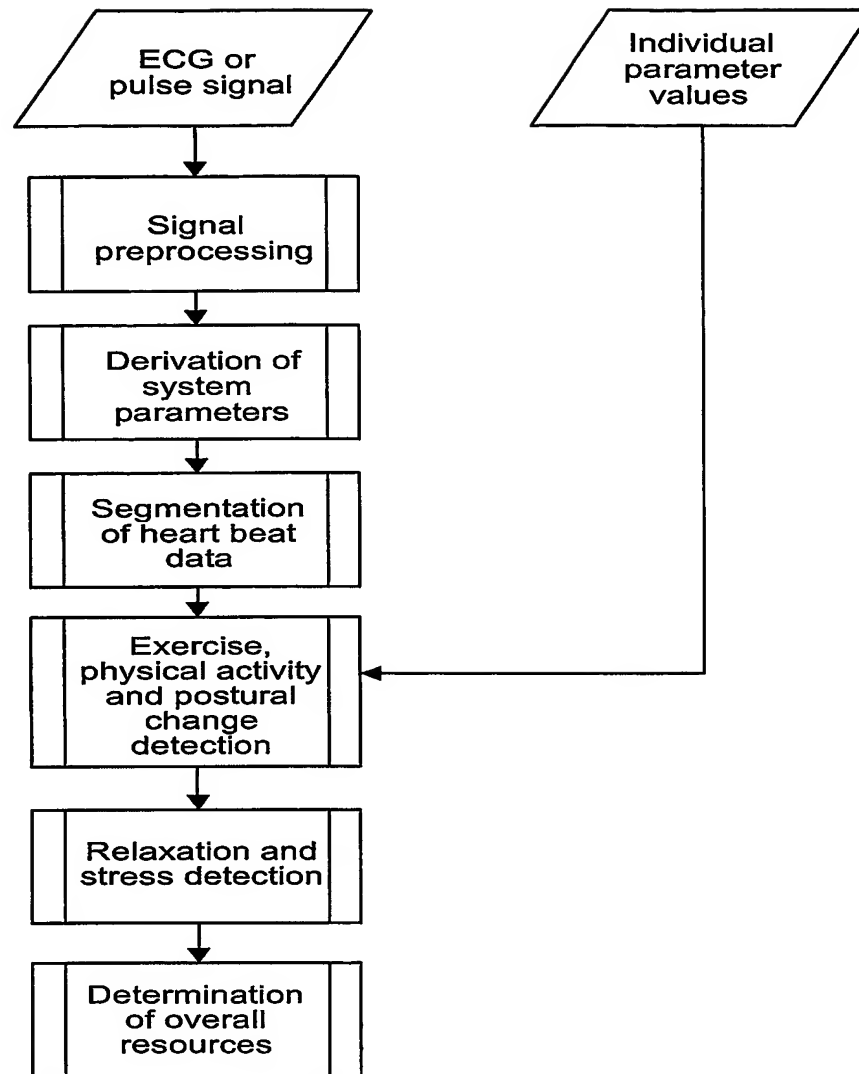 ECG or
pulse signal
Individual
parameter
values
Signal
preprocessing
Derivation of
system
parameters
Segmentation
of heart beat
data
Exercise,
physical activity
and postural
change
detection
Relaxation and
stress detection
Determination
of overall
resources